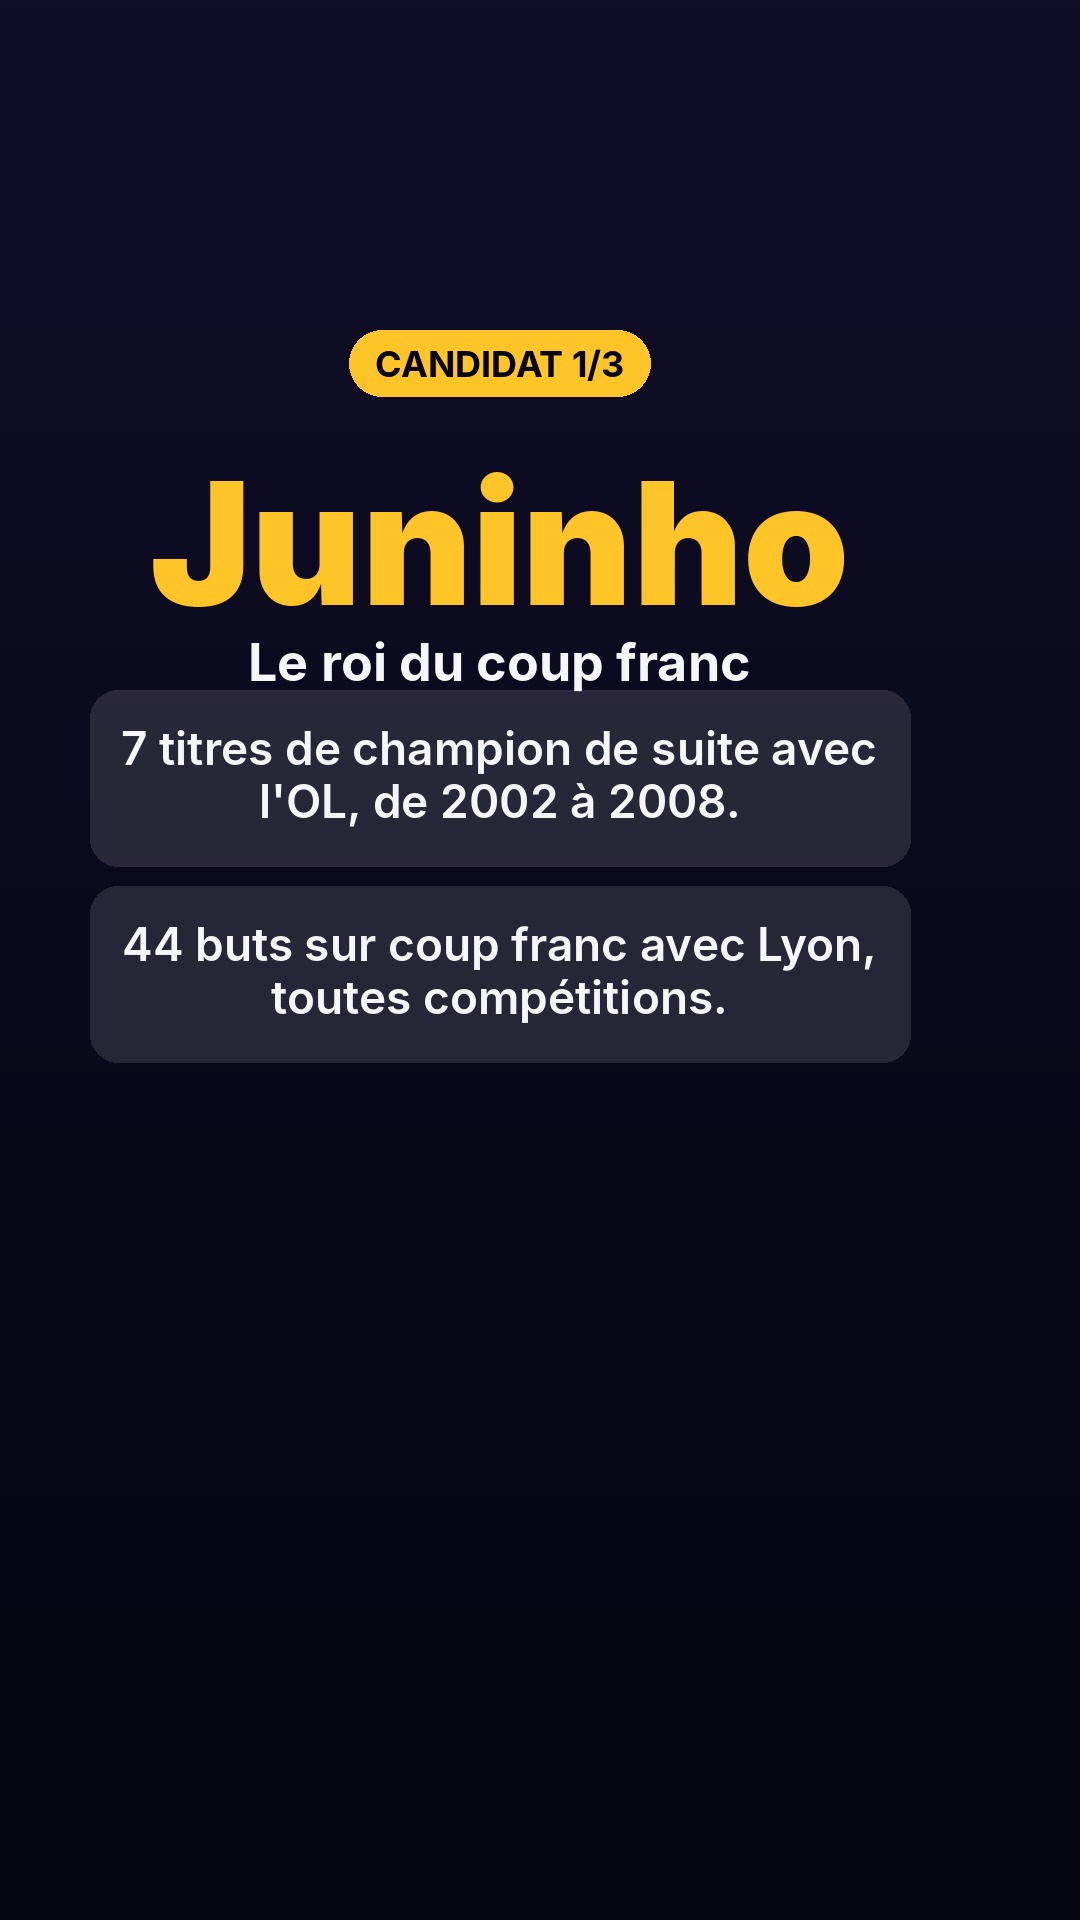 CANDIDAT 1/3
Juninho
Le roi du coup franc
7 titres de champion de suite avec
l'OL, de 2002 à 2008.
44 buts sur coup franc avec Lyon,
toutes compétitions.